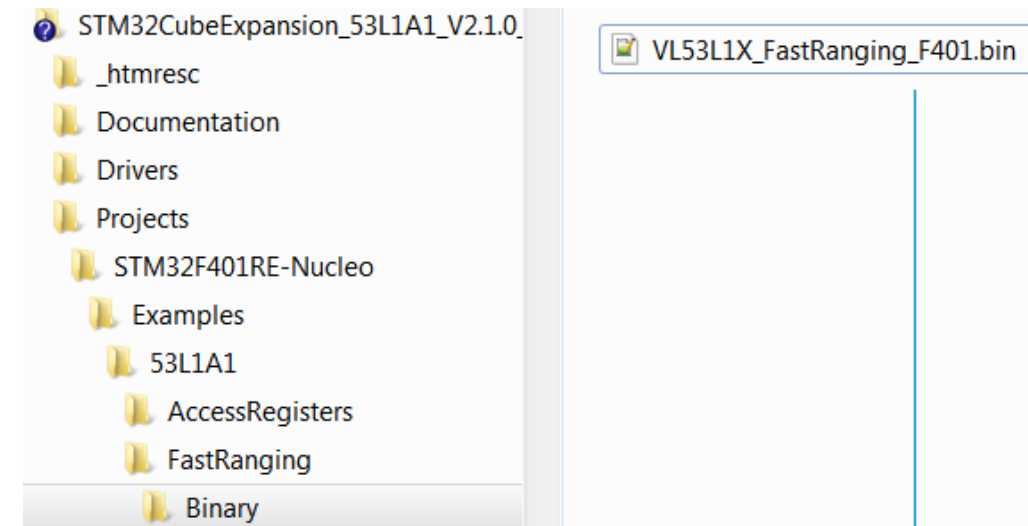 STM32CubeExpansion_53L1A1_V2.1.0_
_htmresc
Documentation
Drivers
Projects
STM32F401RE-Nucleo
Examples
53L1A1
AccessRegisters
FastRanging
Binary
VL53L1X_FastRanging_F401.bin